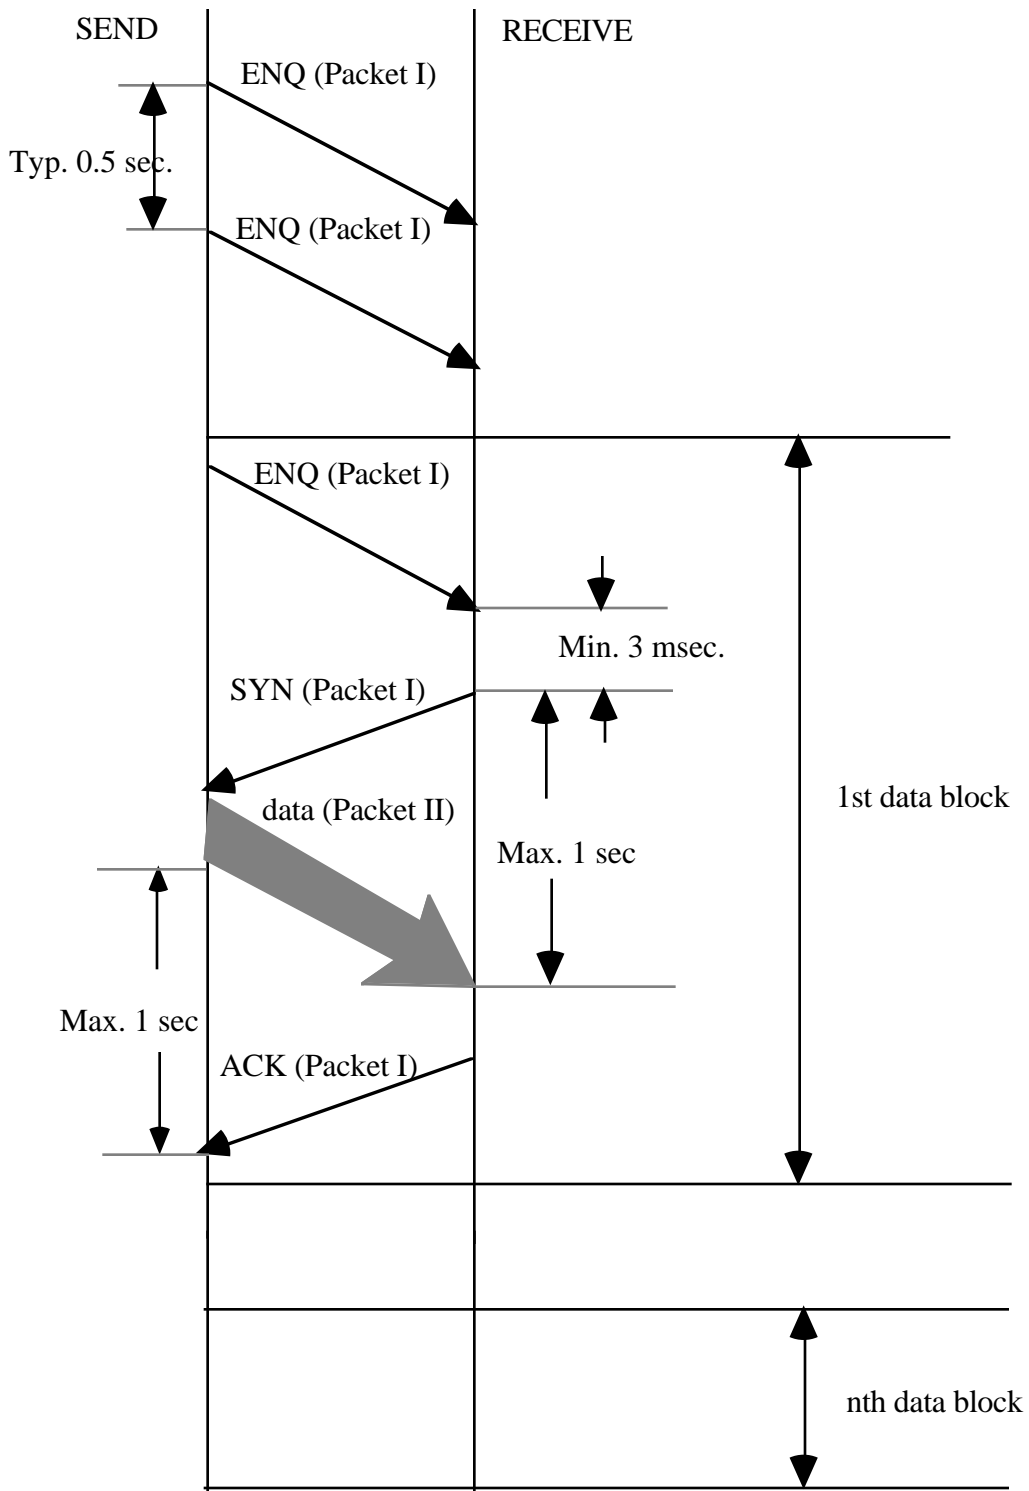 SEND
RECEIVE
ENQ (Packet I)
Typ. 0.5 sec.
ENQ (Packet I)
ENQ (Packet I)
Min. 3 msec.
SYN (Packet I)
data (Packet II)
1st data block
Max. 1 sec
Max. 1 sec
ACK (Packet I)
nth data block